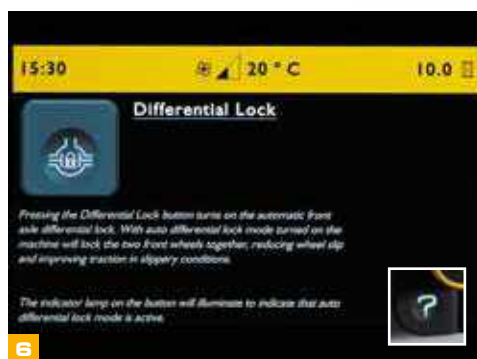 15:30 20 ° C 10.0
Differential Lock
Pressing the Differential Lock button turns on the automatic front
axle differential lock. With auto differential lock mode turned on the
machine will lock the two front wheels together, reducing wheel slip
and improving traction in slippery conditions.
The indicator lamp on the button will illuminate to indicate that auto
differential lock mode is active.
?
6